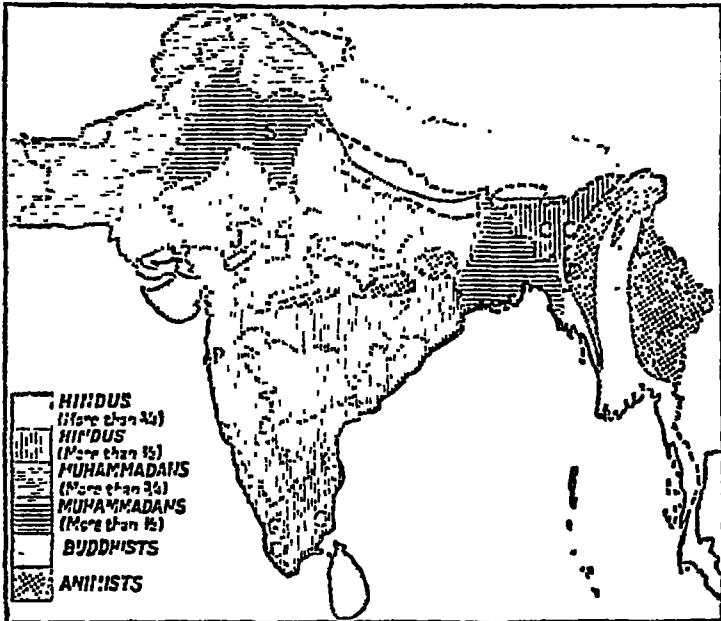 S
J
C C
P
C
C
C
HINDUS
(More than ¾)
HINDUS
(More than ½)
MUHAMMADANS
(More than ¾)
MUHAMMADANS
(More than ½)
BUDDHISTS
ANIMISTS